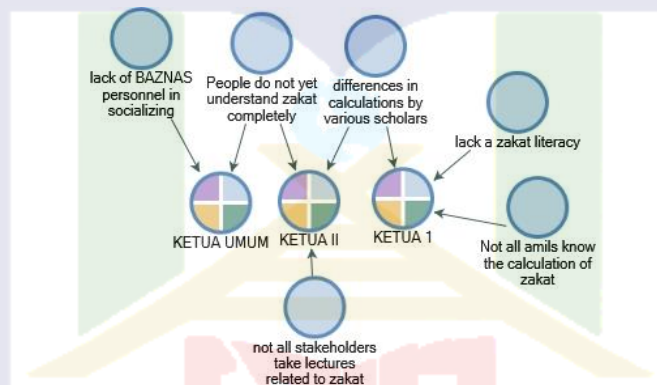 lack of BAZNAS
personnel in
socializing
People do not yet
understand zakat
completely
differences in
calculations by
various scholars
lack a zakat literacy
KETUA UMUM
KETUA II
KETUA 1
Not all amils know
the calculation of
zakat
not all stakeholders
take lectures
related to zakat